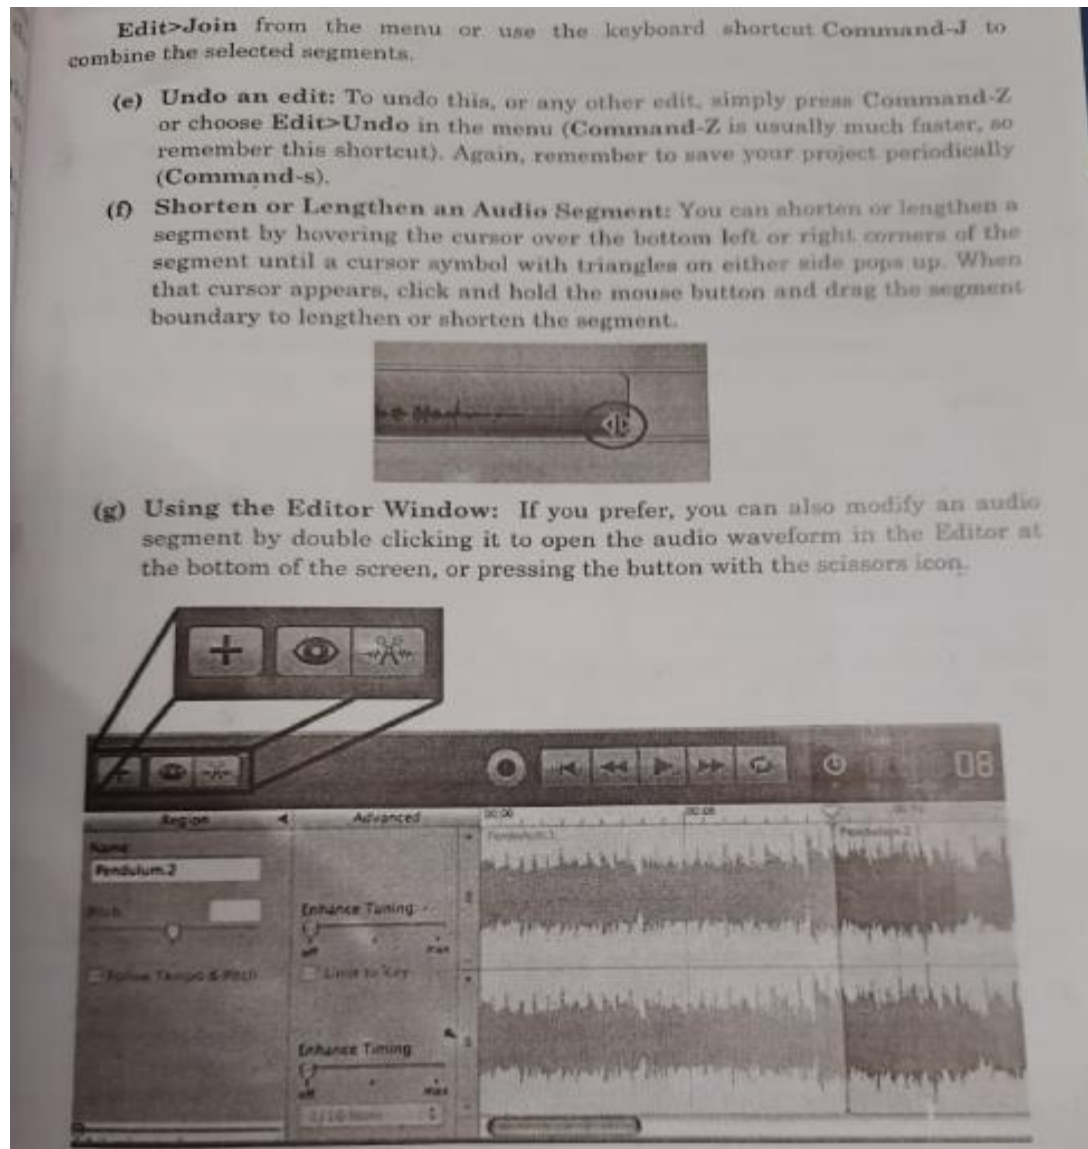 Edit>Join from the menu or use the keyboard shortcut Command-J to
combine the selected segments.
(e) Undo an edit: To undo this, or any other edit, simply press Command-Z
or choose Edit>Undo in the menu (Command-Z is usually much faster, so
remember this shortcut). Again, remember to save your project periodically
(Command-s).
(f) Shorten or Lengthen an Audio Segment: You can shorten or lengthen a
segment by hovering the cursor over the bottom left or right corners of the
segment until a cursor symbol with triangles on either side pops up. When
that cursor appears, click and hold the mouse button and drag the segment
boundary to lengthen or shorten the segment.
(g) Using the Editor Window: If you prefer, you can also modify an audio
segment by double clicking it to open the audio waveform in the Editor at
the bottom of the screen, or pressing the button with the scissors icon.
08
Region
Advanced
Name
Pendulum.2
Pitch
Enhance Tuning
off max
Follow Tempo & Pitch
Limit to Key
Enhance Timing
off max
Pendulum.2